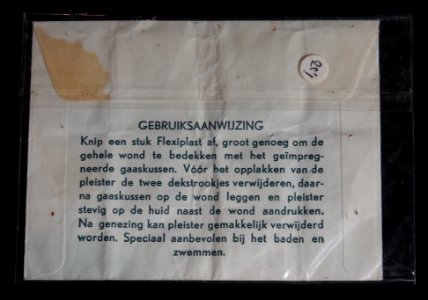 GEBRUIKSAANWIJZING
Knip een stuk Flexiplast af, groot genoeg om de
gehele wond te bedekken met het geïmpreg-
neerde gaaskussen. Vóór het opplakken van de
pleister de twee dekstrookjes verwijderen, daar-
na gaaskussen op de wond leggen en pleister
stevig op de huid naast de wond aandrukken.
Na genezing kan pleister gemakkelijk verwijderd
worden. Speciaal aanbevolen bij het baden en
zwemmen.